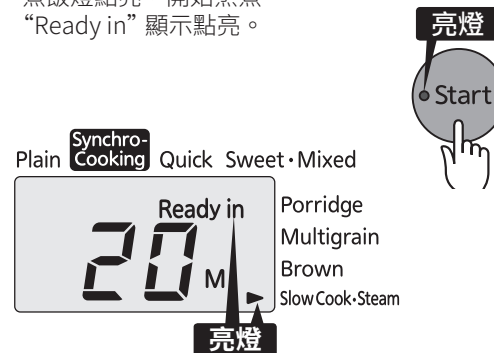 "Ready in" 顯示點亮。
亮燈
Start
Plain Synchro-Cooking Quick Sweet・Mixed
Ready in
20 M
Porridge
Multigrain
Brown
Slow Cook・Steam
亮燈